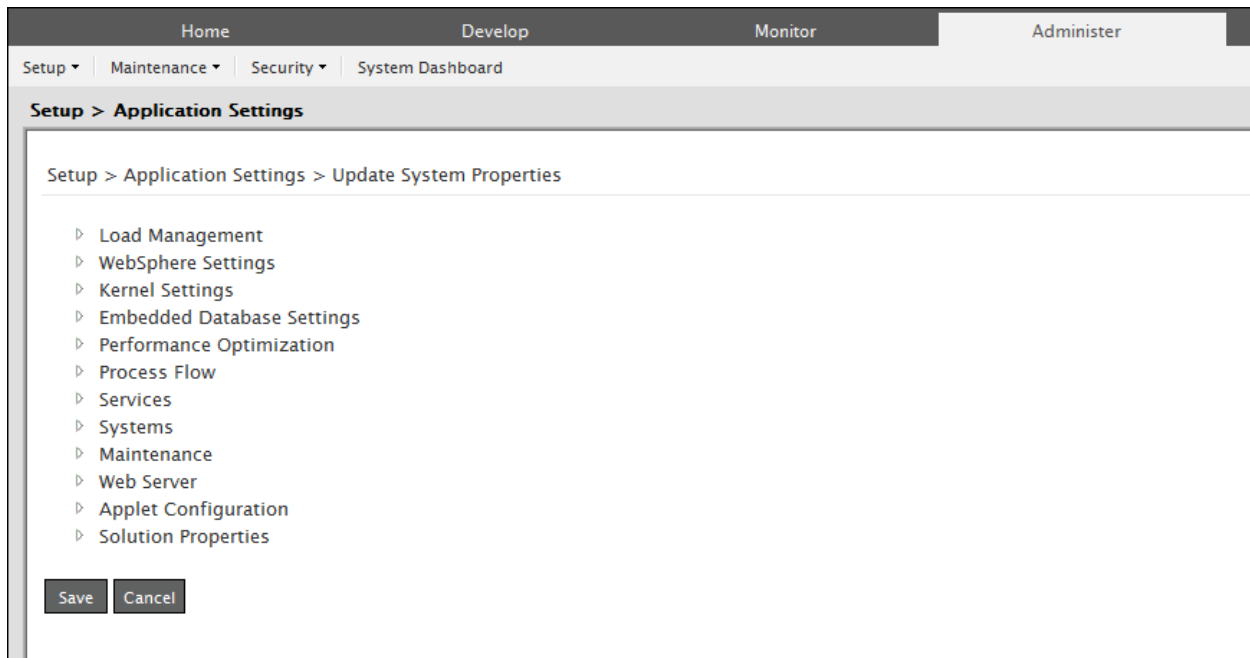 Home Develop Monitor Administer
Setup Maintenance Security System Dashboard
Setup > Application Settings
Setup > Application Settings > Update System Properties
Load Management
WebSphere Settings
Kernel Settings
Embedded Database Settings
Performance Optimization
Process Flow
Services
Systems
Maintenance
Web Server
Applet Configuration
Solution Properties
Save Cancel